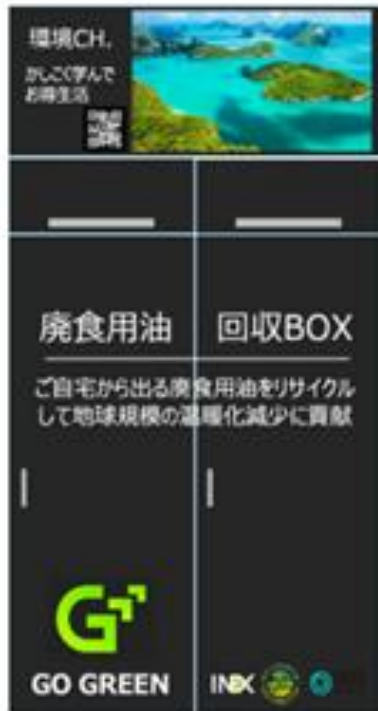 環境CH.
かしこく学んで
お得生活
廃食用油 回収BOX
ご自宅から出る廃食用油をリサイクル
して地球規模の温暖化減少に貢献
GO GREEN
INEX